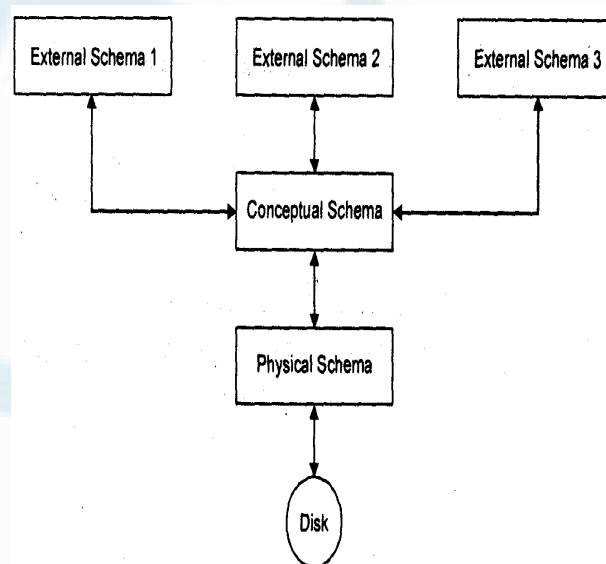 External Schema 1
External Schema 2
External Schema 3
Conceptual Schema
Physical Schema
Disk